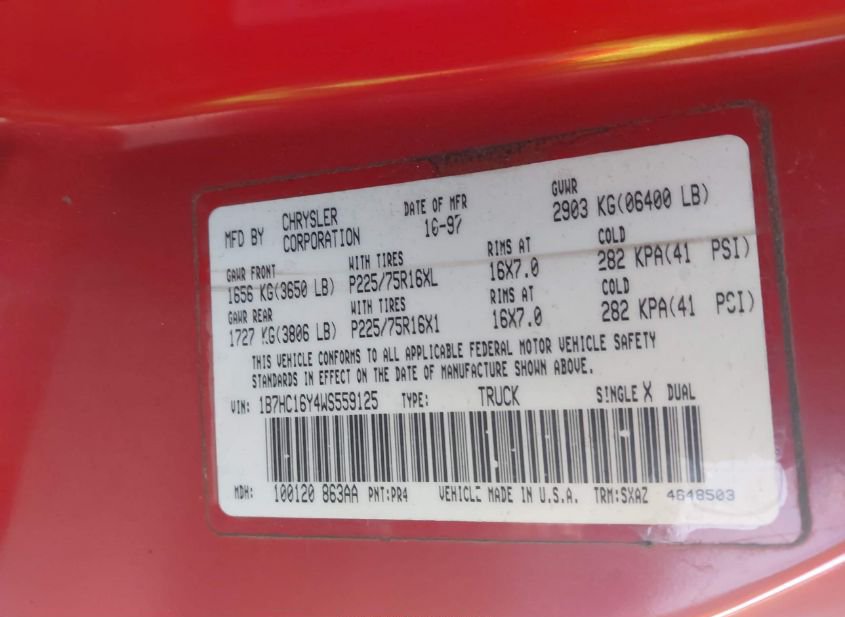 MFD BY CHRYSLER CORPORATION DATE OF MFR 16-97 GVWR 2903 KG(06400 LB)
GAWR FRONT WITH TIRES RIMS AT COLD
1656 KG(3650 LB) P225/75R16XL 16X7.0 282 KPA(41 PSI)
GAWR REAR WITH TIRES RIMS AT COLD
1727 KG(3806 LB) P225/75R16X1 16X7.0 282 KPA(41 PSI)
THIS VEHICLE CONFORMS TO ALL APPLICABLE FEDERAL MOTOR VEHICLE SAFETY
STANDARDS IN EFFECT ON THE DATE OF MANUFACTURE SHOWN ABOVE.
VIN: 1B7HC16Y4WS559125 TYPE: TRUCK SINGLE X DUAL
MDH: 100120 863AA PNT:PR4 VEHICLE MADE IN U.S.A. TRM:SXAZ 4648503